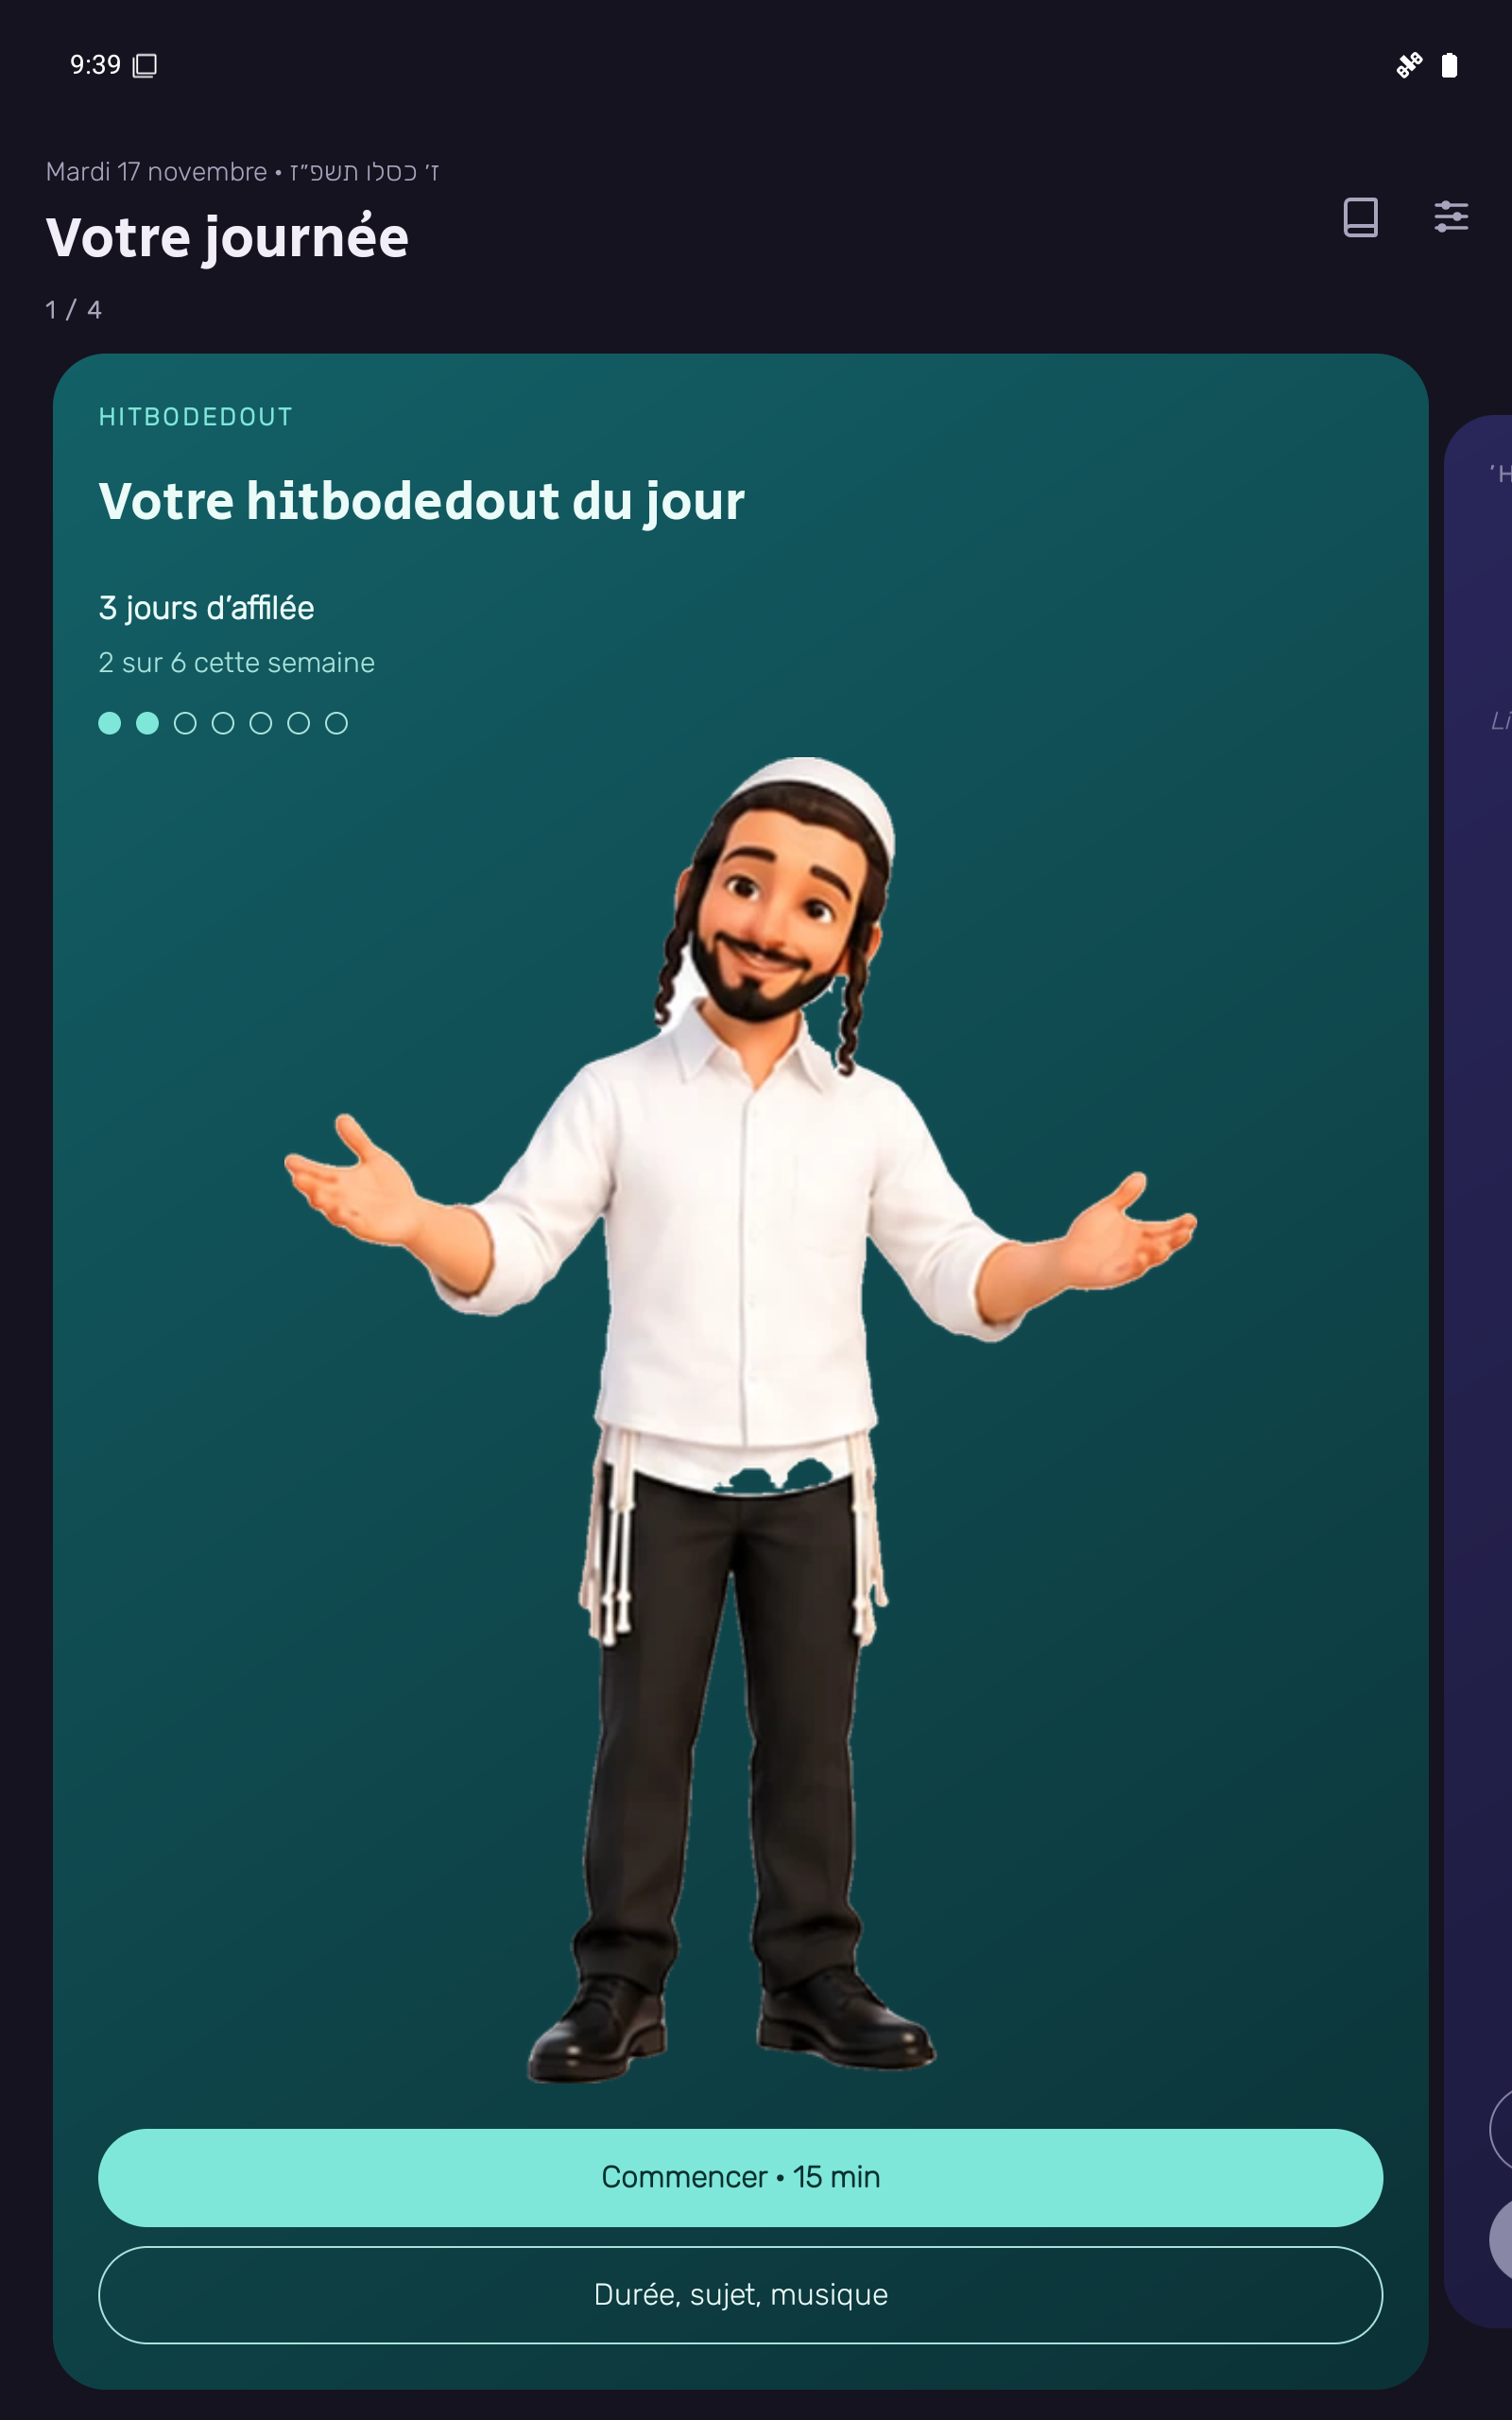 9:39
Mardi 17 novembre • ז׳ כסלו תשפ״ז
Votre journée
1 / 4
HITBODEDOUT
Votre hitbodedout du jour
3 jours d’affilée
2 sur 6 cette semaine
Commencer • 15 min
Durée, sujet, musique